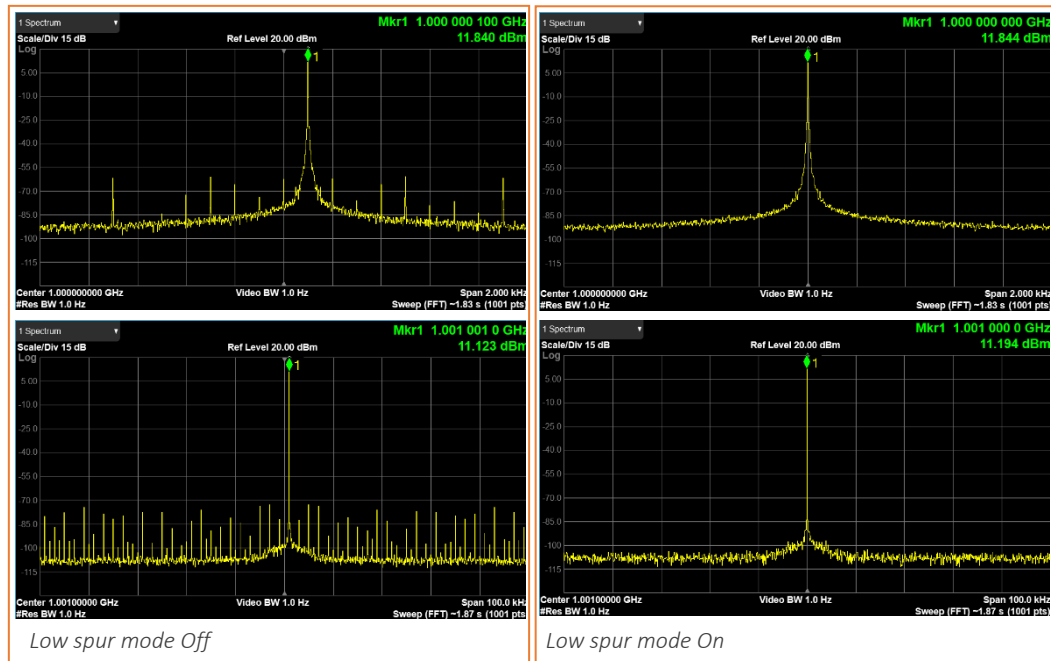 1 Spectrum
Mkr1 1.000 000 100 GHz
Scale/Div 15 dB
Ref Level 20.00 dBm
11.840 dBm
Log
1
5.00
-10.0
-25.0
-40.0
-55.0
-70.0
-85.0
-100
-115
Center 1.000000000 GHz
Video BW 1.0 Hz
Span 2.000 kHz
#Res BW 1.0 Hz
Sweep (FFT) ~1.83 s (1001 pts)
1 Spectrum
Mkr1 1.001 001 0 GHz
Scale/Div 15 dB
Ref Level 20.00 dBm
11.123 dBm
Log
1
5.00
-10.0
-25.0
-40.0
-55.0
-70.0
-85.0
-100
-115
Center 1.00100000 GHz
Video BW 1.0 Hz
Span 100.0 kHz
#Res BW 1.0 Hz
Sweep (FFT) ~1.87 s (1001 pts)
Low spur mode Off
1 Spectrum
Mkr1 1.000 000 000 GHz
Scale/Div 15 dB
Ref Level 20.00 dBm
11.844 dBm
Log
1
5.00
-10.0
-25.0
-40.0
-55.0
-70.0
-85.0
-100
-115
Center 1.000000000 GHz
Video BW 1.0 Hz
Span 2.000 kHz
#Res BW 1.0 Hz
Sweep (FFT) ~1.83 s (1001 pts)
1 Spectrum
Mkr1 1.001 000 0 GHz
Scale/Div 15 dB
Ref Level 20.00 dBm
11.194 dBm
Log
1
5.00
-10.0
-25.0
-40.0
-55.0
-70.0
-85.0
-100
-115
Center 1.00100000 GHz
Video BW 1.0 Hz
Span 100.0 kHz
#Res BW 1.0 Hz
Sweep (FFT) ~1.87 s (1001 pts)
Low spur mode On